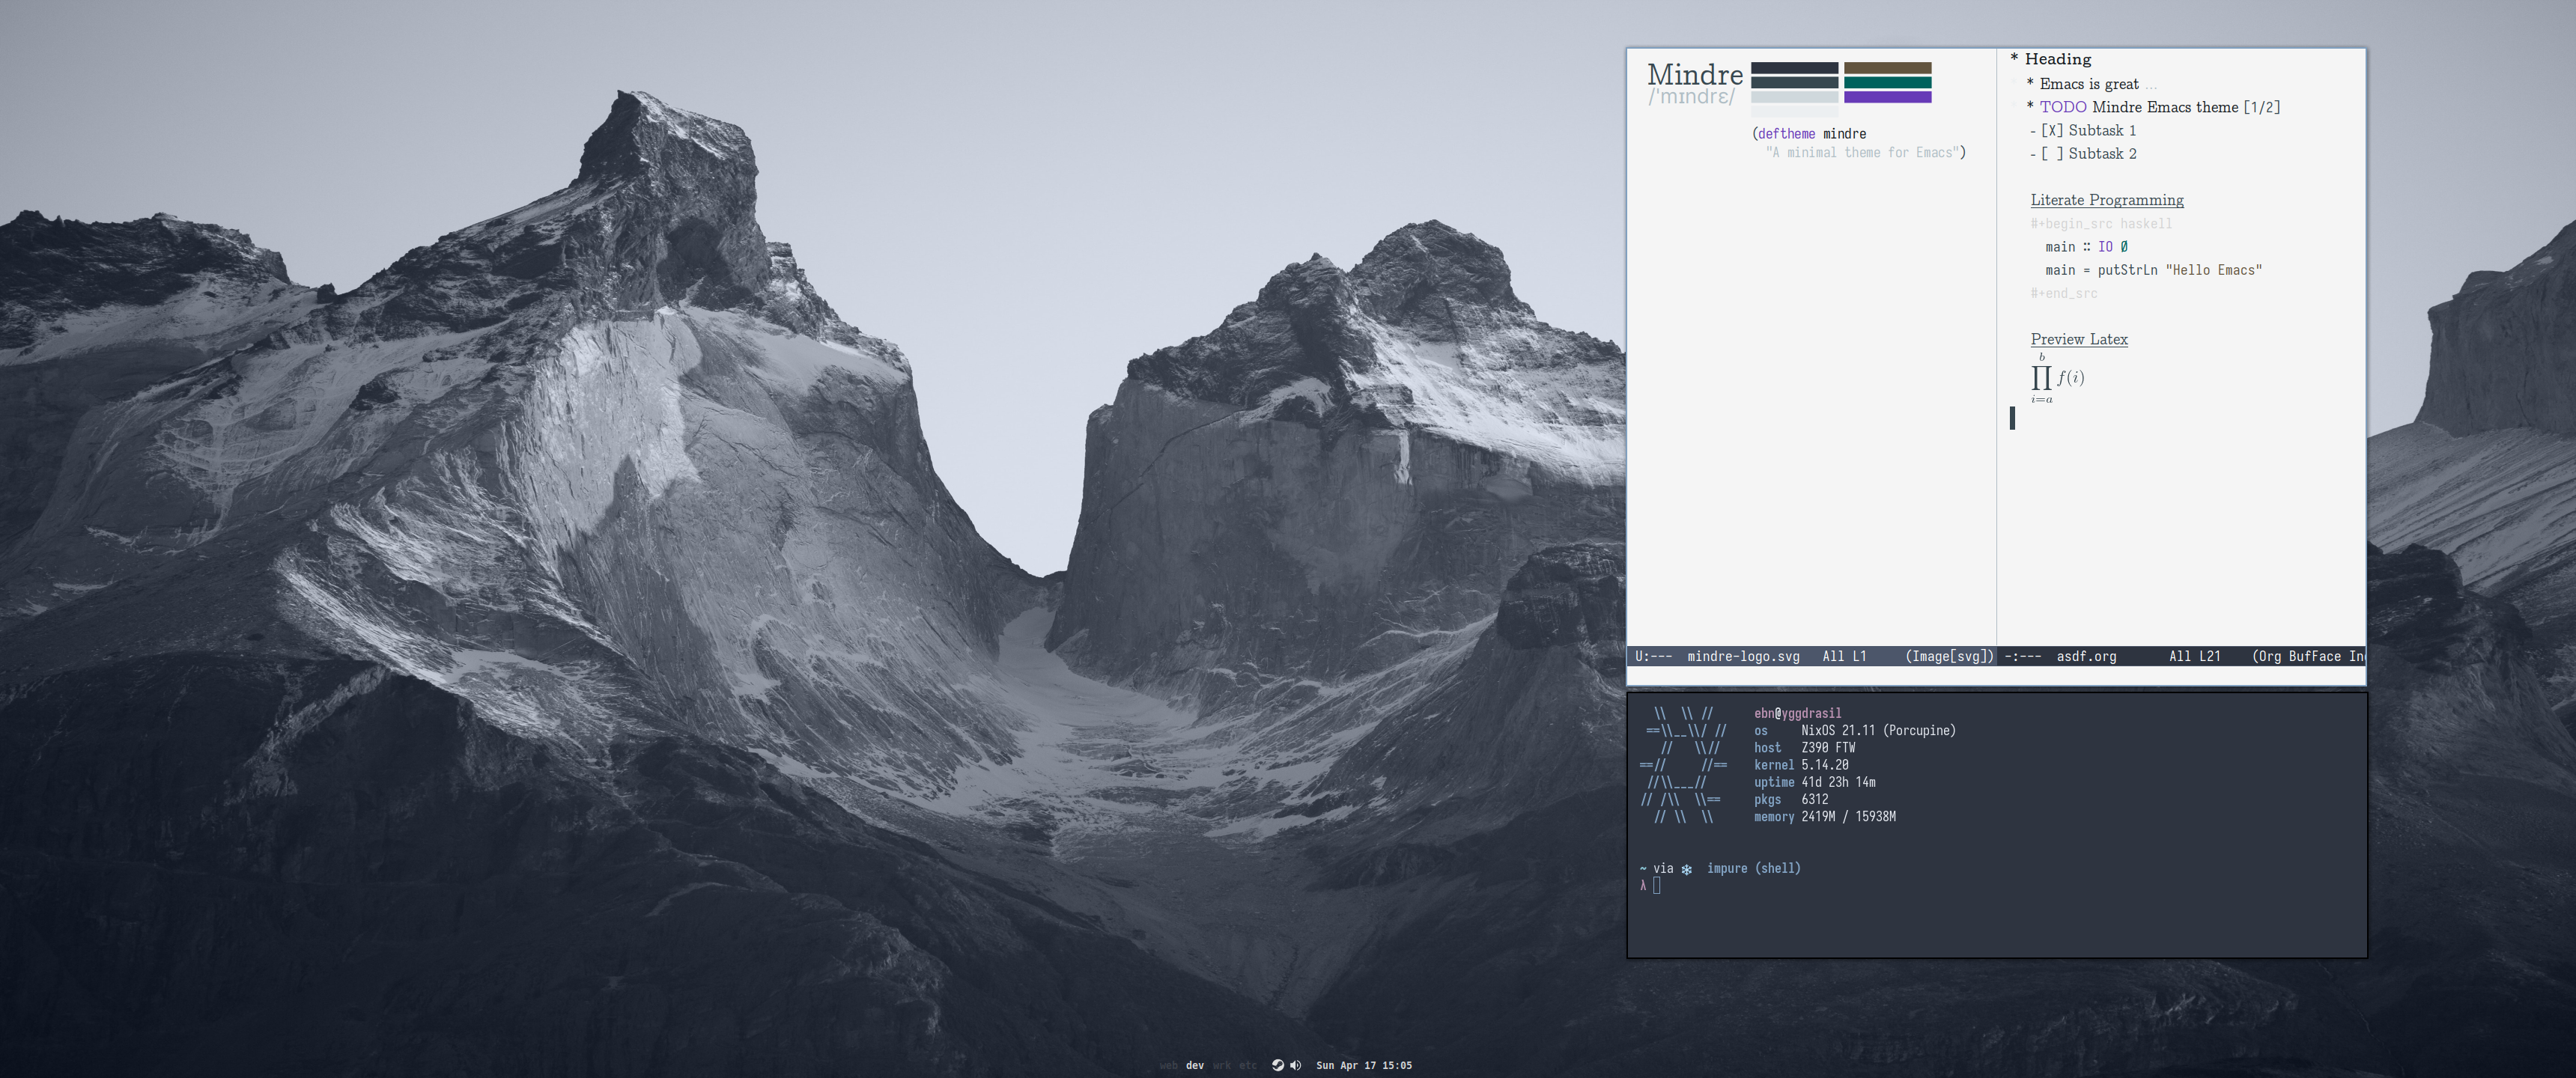 Mindre
/'mɪndrɛ/
(deftheme mindre
"A minimal theme for Emacs")
U:--- mindre-logo.svg All L1 (Image[svg])
* Heading
* Emacs is great ...
* TODO Mindre Emacs theme [1/2]
- [X] Subtask 1
- [ ] Subtask 2
Literate Programming
#+begin_src haskell
main :: IO Ø
main = putStrLn "Hello Emacs"
#+end_src
Preview Latex
b
∏ f(i)
i=a
-:--- asdf.org All L21 (Org BufFace In
\\ \\ //
==\\__\\/ //
// \\//
==// //==
//\\___//
// /\\ \\==
// \\ \\
ebn@yggdrasil
os NixOS 21.11 (Porcupine)
host Z390 FTW
kernel 5.14.20
uptime 41d 23h 14m
pkgs 6312
memory 2419M / 15938M
~ via ❄ impure (shell)
λ
web dev wrk etc Sun Apr 17 15:05